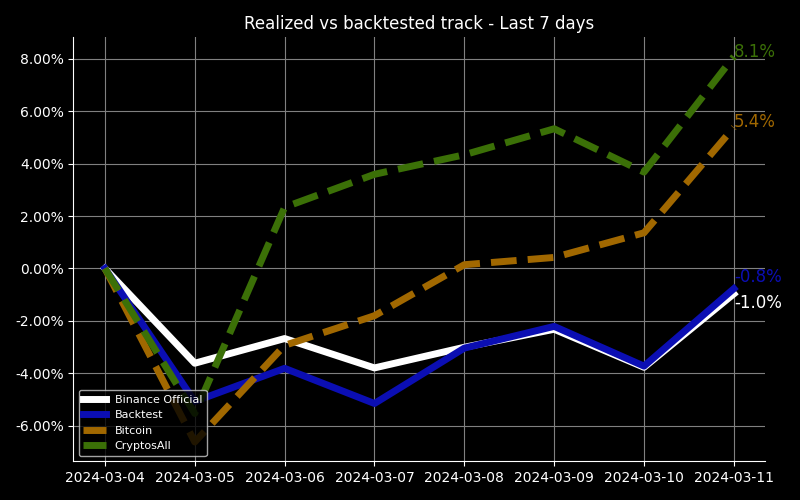 Realized vs backtested track - Last 7 days
8.00%
6.00%
4.00%
2.00%
0.00%
-2.00%
-4.00%
-6.00%
8.1%
5.4%
-0.8%
-1.0%
Binance Official
Backtest
Bitcoin
CryptosAll
2024-03-04 2024-03-05 2024-03-06 2024-03-07 2024-03-08 2024-03-09 2024-03-10 2024-03-11